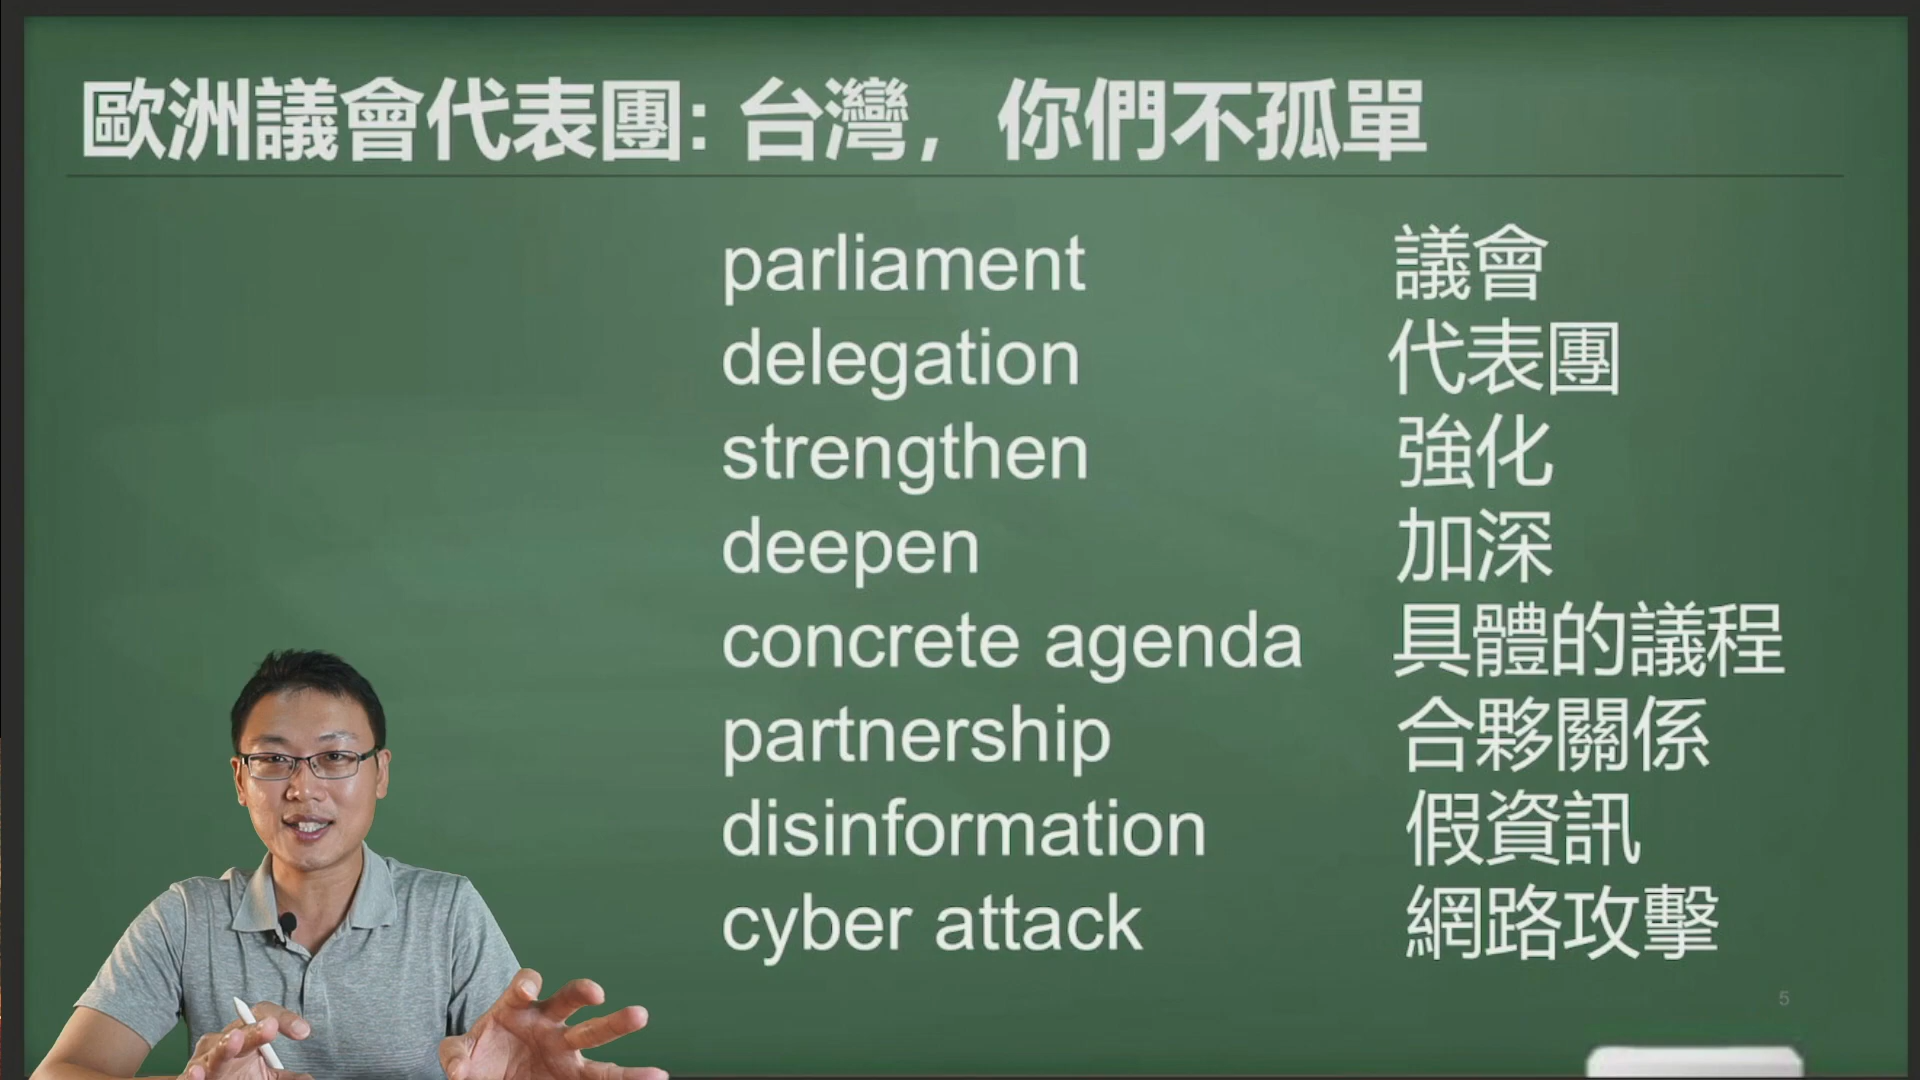 歐洲議會代表團: 台灣，你們不孤單
parliament 議會
delegation 代表團
strengthen 強化
deepen 加深
concrete agenda 具體的議程
partnership 合夥關係
disinformation 假資訊
cyber attack 網路攻擊
5